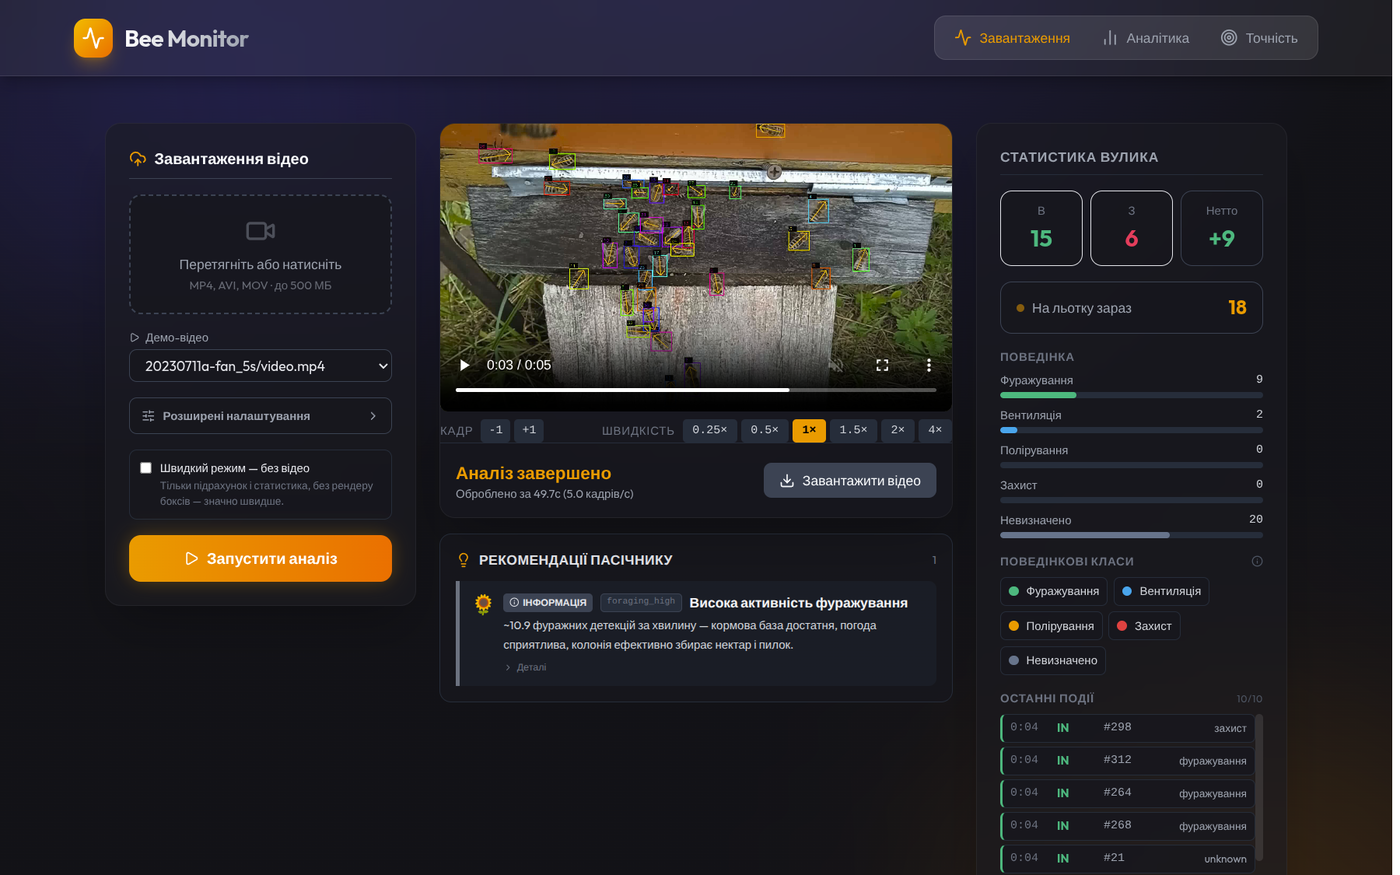 Bee Monitor
Завантаження
Аналітика
Точність
Завантаження відео
Перетягніть або натисніть
MP4, AVI, MOV · до 500 МБ
Демо-відео
20230711a-fan_5s/video.mp4
Розширені налаштування
Швидкий режим — без відео
Тільки підрахунок і статистика, без рендеру
боксів — значно швидше.
Запустити аналіз
0:03 / 0:05
КАДР -1 +1 ШВИДКІСТЬ 0.25× 0.5× 1× 1.5× 2× 4×
Аналіз завершено
Оброблено за 49.7с (5.0 кадрів/с)
Завантажити відео
РЕКОМЕНДАЦІЇ ПАСІЧНИКУ 1
ІНФОРМАЦІЯ foraging_high Висока активність фуражування
~10.9 фуражних детекцій за хвилину — кормова база достатня, погода
сприятлива, колонія ефективно збирає нектар і пилок.
Деталі
СТАТИСТИКА ВУЛИКА
В З Нетто
15 6 +9
На льотку зараз 18
ПОВЕДІНКА
Фуражування 9
Вентиляція 2
Полірування 0
Захист 0
Невизначено 20
ПОВЕДІНКОВІ КЛАСИ
Фуражування Вентиляція
Полірування Захист
Невизначено
ОСТАННІ ПОДІЇ 10/10
0:04 IN #298 захист
0:04 IN #312 фуражування
0:04 IN #264 фуражування
0:04 IN #268 фуражування
0:04 IN #21 unknown